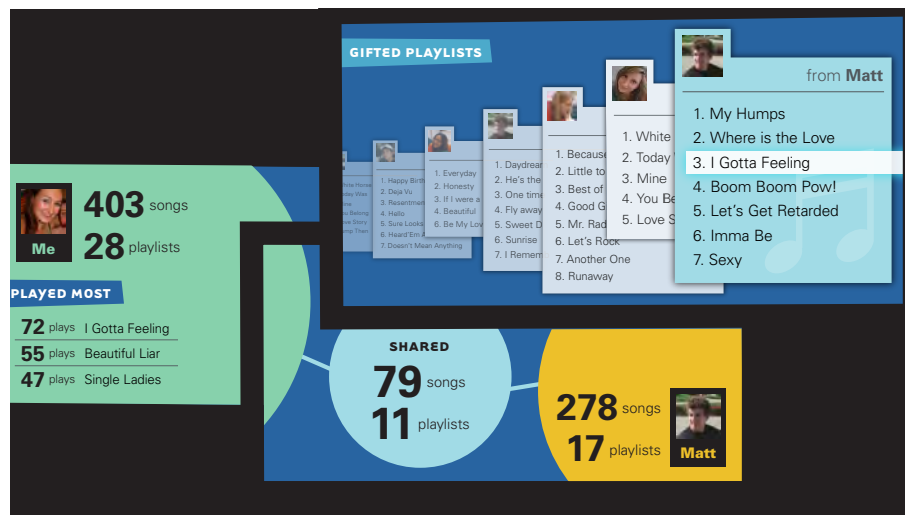 GIFTED PLAYLISTS
from Matt
1. My Humps
2. Where is the Love
3. I Gotta Feeling
4. Boom Boom Pow!
5. Let's Get Retarded
6. Imma Be
7. Sexy
1. White
2. Today
3. Mine
4. You Be
5. Love S
1. Because
2. Little to
3. Best of
4. Good G
5. Mr. Rad
6. Let's Rock
7. Another One
8. Runaway
1. Daydrea
2. He's the
3. One time
4. Fly away
5. Sweet D
6. Sunrise
7. I Remem
1. Everyday
2. Honesty
3. If I were a
4. Beautiful
5. Be My Lov
1. Happy Birth
2. Deja Vu
3. Resentmen
4. Hello
5. Sure Looks
6. Heard'Em
7. Doesn't Mean Anything
403 songs
28 playlists
Me
PLAYED MOST
72 plays I Gotta Feeling
55 plays Beautiful Liar
47 plays Single Ladies
SHARED
79 songs
11 playlists
278 songs
17 playlists
Matt